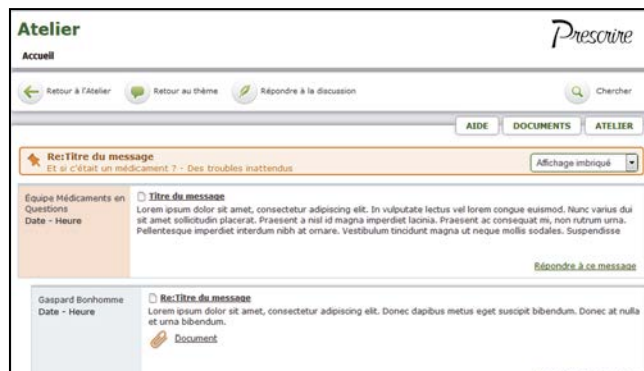 Atelier
Prescrire
Accueil
Retour à l'Atelier
Retour au thème
Répondre à la discussion
Chercher
AIDE
DOCUMENTS
ATELIER
Re:Titre du message
Et si c'était un médicament ? - Des troubles inattendus
Affichage imbriqué
Équipe Médicaments en
Questions
Date - Heure
Titre du message
Lorem ipsum dolor sit amet, consectetur adipiscing elit. In vulputate lectus vel lorem congue euismod. Nunc varius dui
sit amet sollicitudin placerat. Praesent a nisl id magna imperdiet lacinia. Praesent ac consequat mi, non rutrum urna.
Pellentesque imperdiet interdum nibh at ornare. Vestibulum tincidunt magna ut neque mollis sodales. Suspendisse
Répondre à ce message
Gaspard Bonhomme
Date - Heure
Re:Titre du message
Lorem ipsum dolor sit amet, consectetur adipiscing elit. Donec dapibus metus eget suscipit bibendum. Donec at nulla
et urna bibendum.
Document